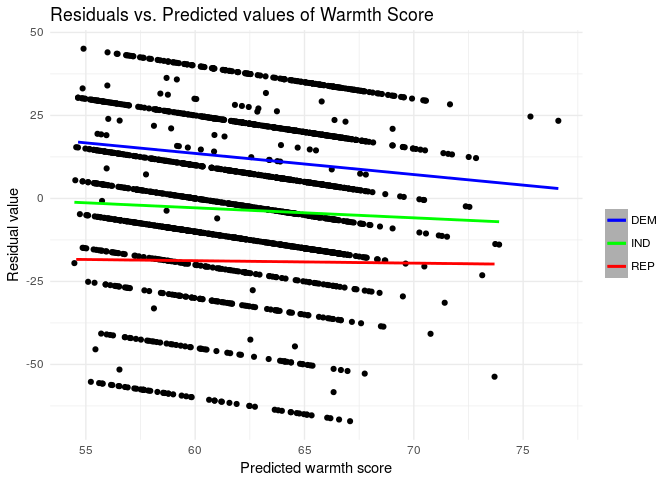 Residuals vs. Predicted values of Warmth Score
50
25
0
-25
-50
Residual value
55 60 65 70 75
Predicted warmth score
DEM
IND
REP